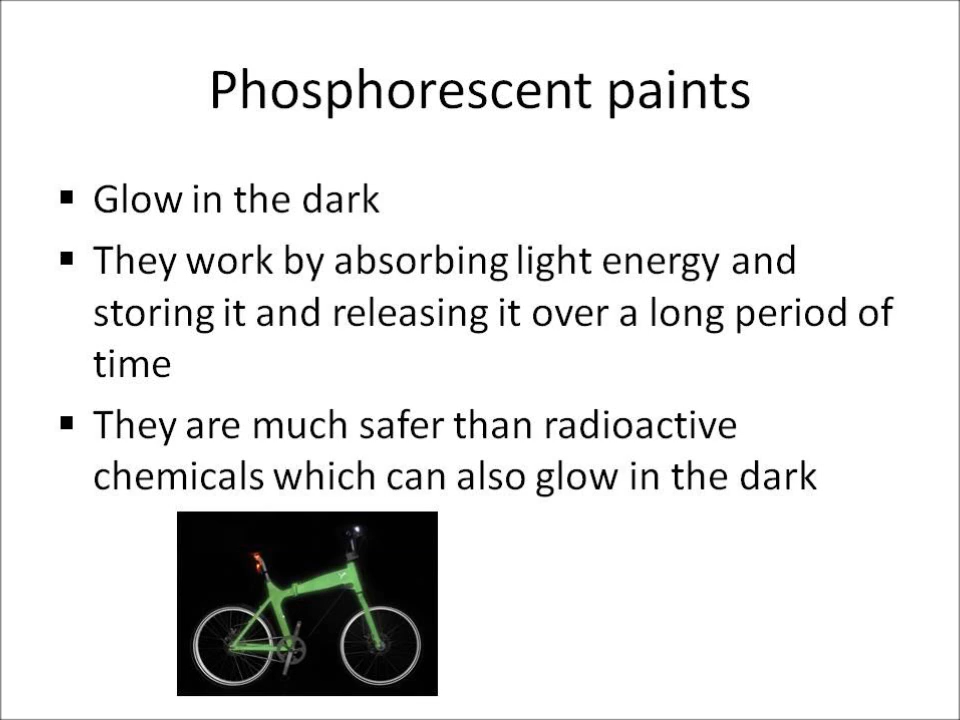 Phosphorescent paints
▪ Glow in the dark
▪ They work by absorbing light energy and
storing it and releasing it over a long period of
time
▪ They are much safer than radioactive
chemicals which can also glow in the dark